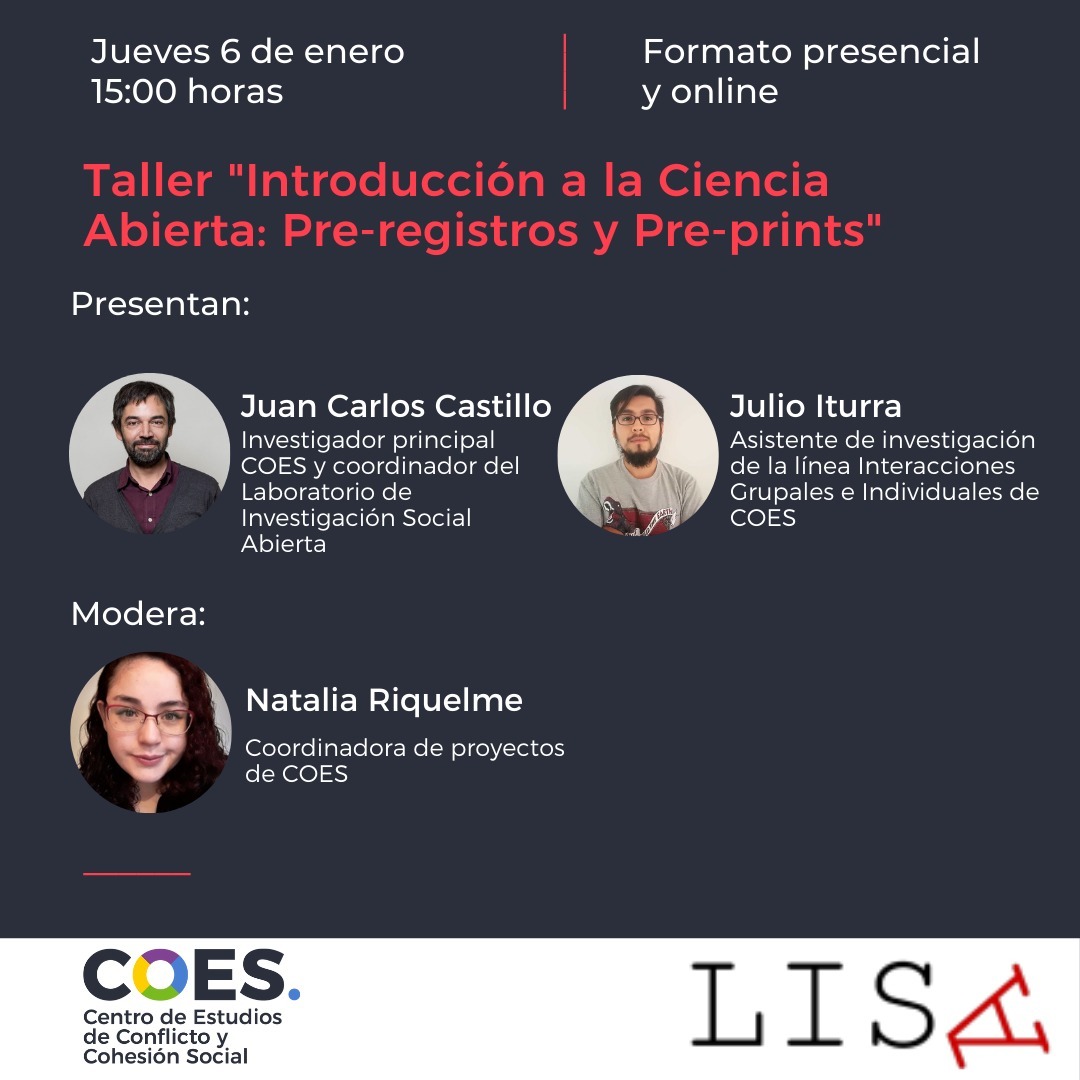 Jueves 6 de enero
15:00 horas
Formato presencial
y online
Taller "Introducción a la Ciencia
Abierta: Pre-registros y Pre-prints"
Presentan:
Juan Carlos Castillo
Investigador principal
COES y coordinador del
Laboratorio de
Investigación Social
Abierta
Julio Iturra
Asistente de investigación
de la línea Interacciones
Grupales e Individuales de
COES
Modera:
Natalia Riquelme
Coordinadora de proyectos
de COES
COES.
Centro de Estudios
de Conflicto y
Cohesión Social
LISA